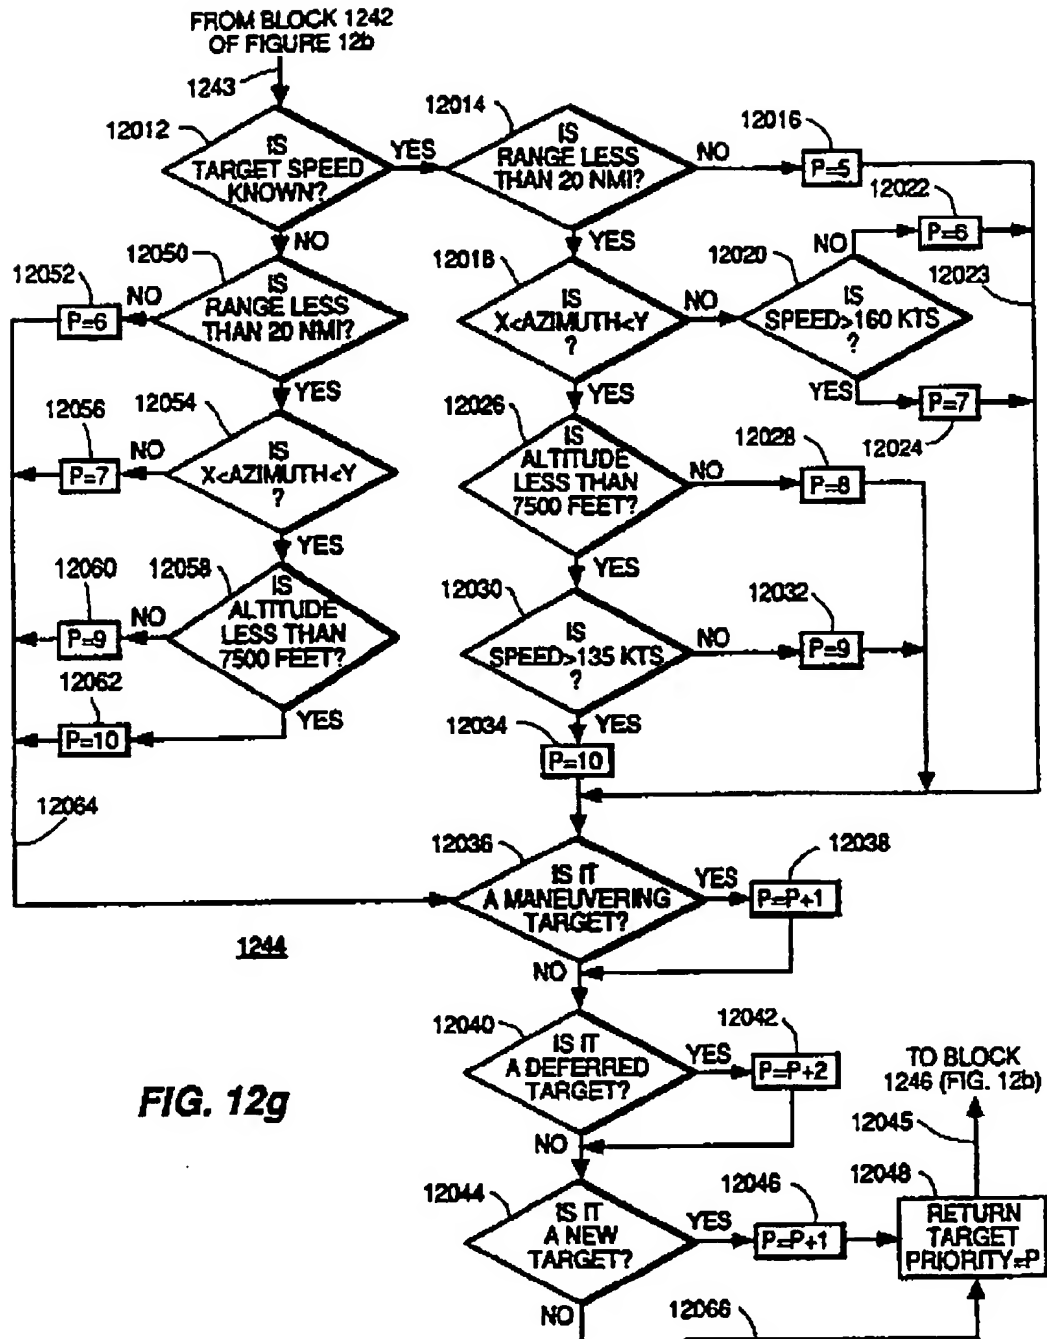 FROM BLOCK 1242
OF FIGURE 12b
1243
12012
IS
TARGET SPEED
KNOWN?
YES
NO
12014
IS
RANGE LESS
THAN 20 NMI?
NO
YES
12016
P=5
12022
P=6
12023
12050
IS
RANGE LESS
THAN 20 NMI?
NO
YES
12052
P=6
12018
IS
X<AZIMUTH<Y
?
NO
YES
12020
IS
SPEED>160 KTS
?
NO
YES
P=7
12024
12054
IS
X<AZIMUTH<Y
?
NO
YES
12056
P=7
12026
IS
ALTITUDE
LESS THAN
7500 FEET?
NO
YES
12028
P=8
12058
IS
ALTITUDE
LESS THAN
7500 FEET?
NO
YES
12060
P=9
12062
P=10
12030
IS
SPEED>135 KTS
?
NO
YES
12032
P=9
12034
P=10
12064
12036
IS IT
A MANEUVERING
TARGET?
YES
NO
12038
P=P+1
1244
12040
IS IT
A DEFERRED
TARGET?
YES
NO
12042
P=P+2
FIG. 12g
TO BLOCK
1246 (FIG. 12b)
12045
12044
IS IT
A NEW
TARGET?
YES
NO
12046
P=P+1
12048
RETURN
TARGET
PRIORITY=P
12066